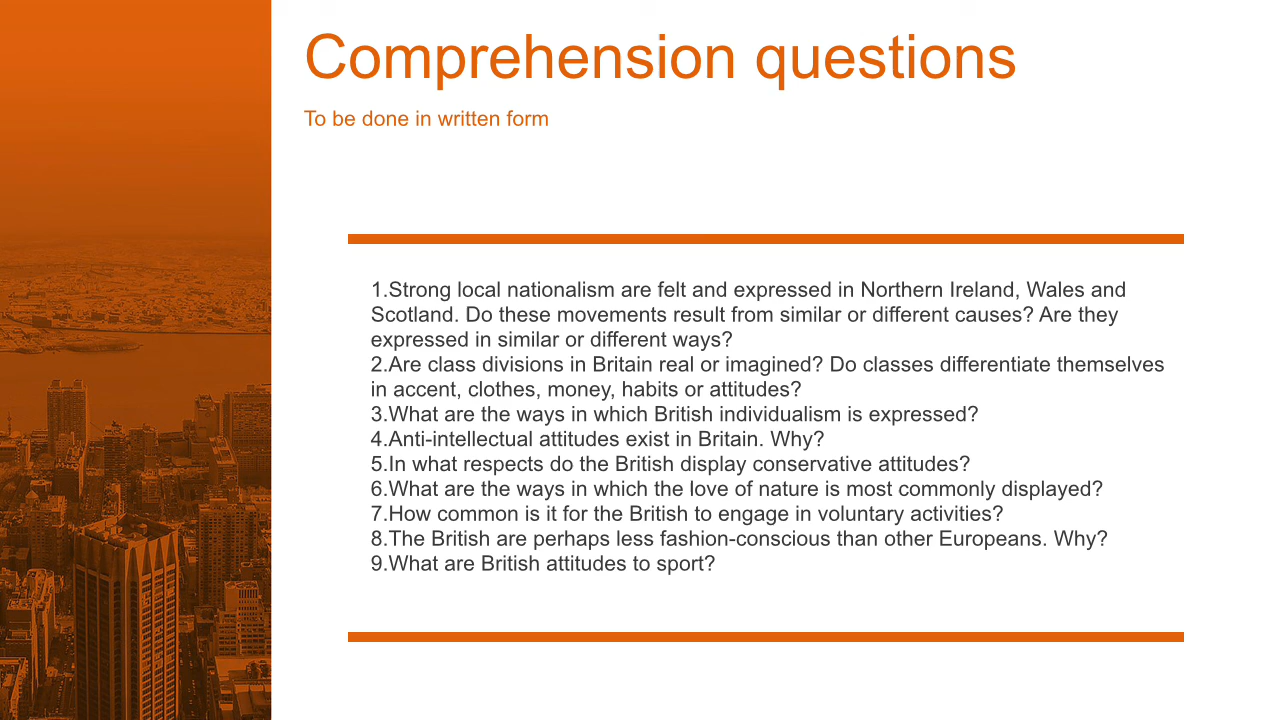 Comprehension questions
To be done in written form
1.Strong local nationalism are felt and expressed in Northern Ireland, Wales and
Scotland. Do these movements result from similar or different causes? Are they
expressed in similar or different ways?
2.Are class divisions in Britain real or imagined? Do classes differentiate themselves
in accent, clothes, money, habits or attitudes?
3.What are the ways in which British individualism is expressed?
4.Anti-intellectual attitudes exist in Britain. Why?
5.In what respects do the British display conservative attitudes?
6.What are the ways in which the love of nature is most commonly displayed?
7.How common is it for the British to engage in voluntary activities?
8.The British are perhaps less fashion-conscious than other Europeans. Why?
9.What are British attitudes to sport?